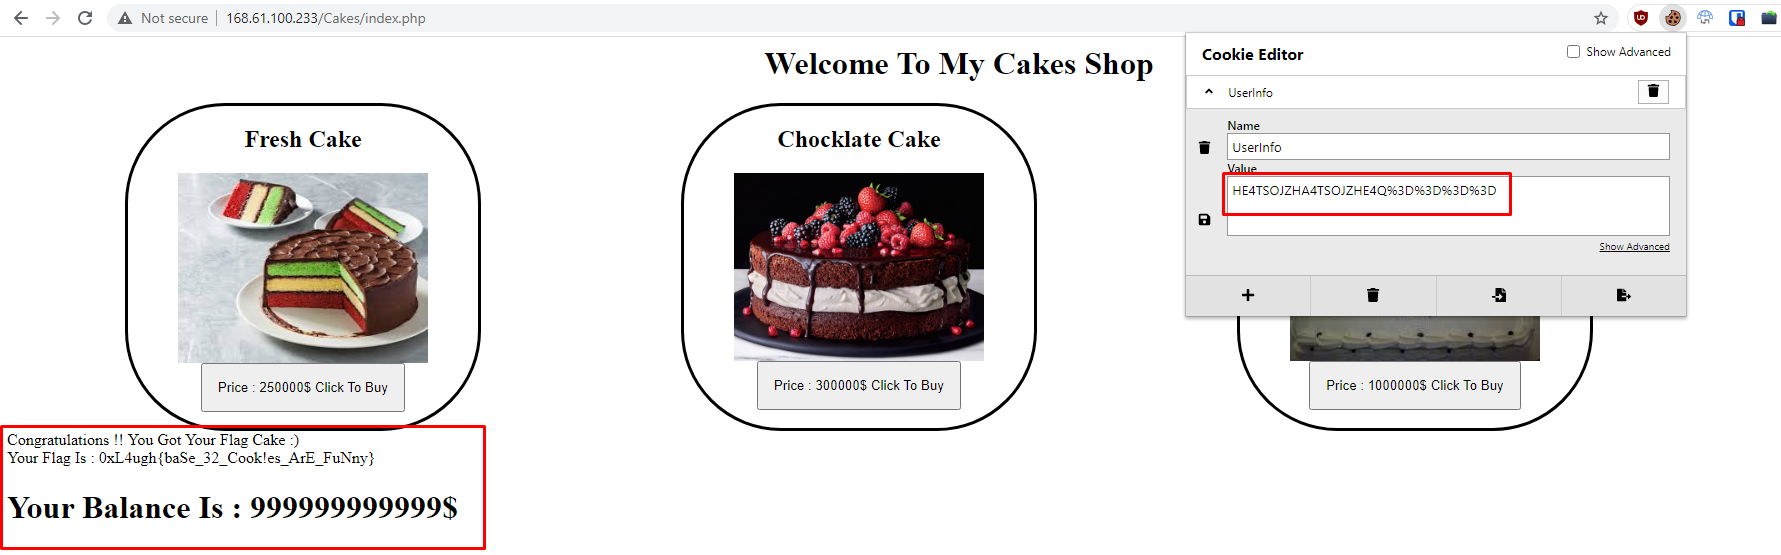 Not secure
168.61.100.233/Cakes/index.php
Welcome To My Cakes Shop
Fresh Cake
Price : 250000$ Click To Buy
Chocklate Cake
Price : 300000$ Click To Buy
Price : 1000000$ Click To Buy
Cookie Editor
Show Advanced
UserInfo
Name
UserInfo
Value
HE4TSOJZHA4TSOJZHE4Q%3D%3D%3D%3D
Show Advanced
Congratulations !! You Got Your Flag Cake :)
Your Flag Is : 0xL4ugh{baSe_32_Cook!es_ArE_FuNny}
Your Balance Is : 999999999999$